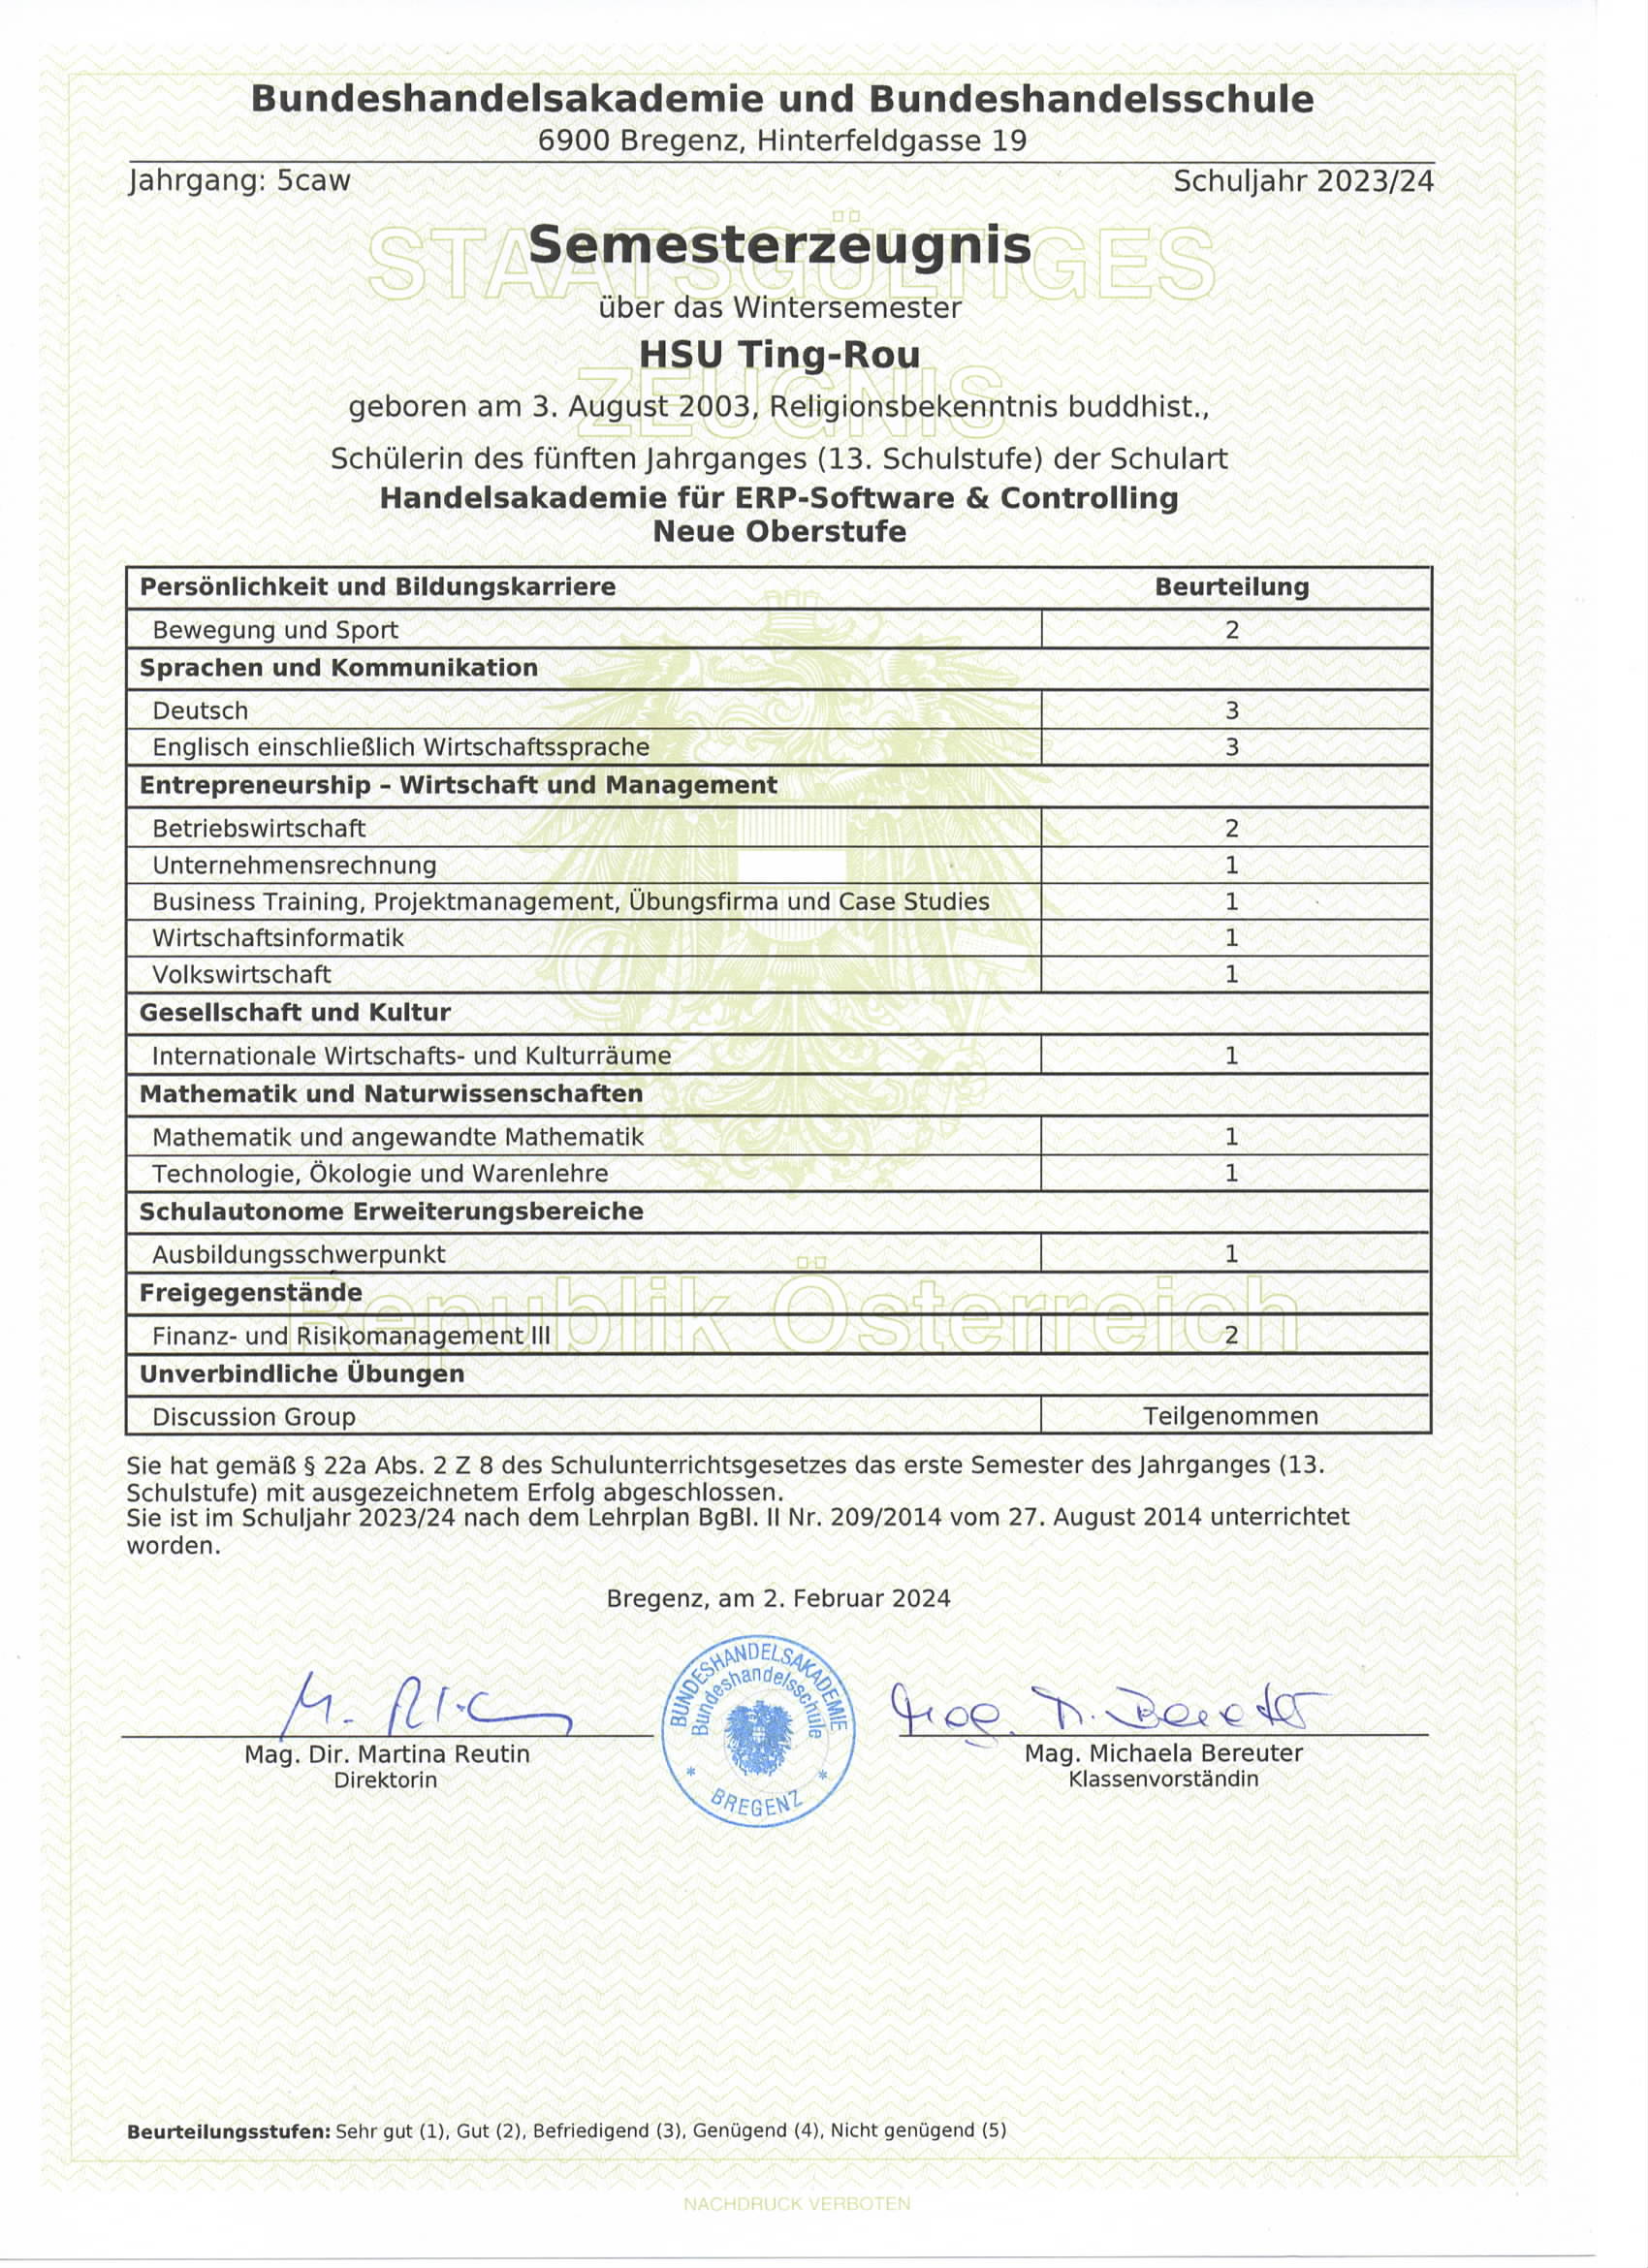 Bundeshandelsakademie und Bundeshandelsschule
6900 Bregenz, Hinterfeldgasse 19
Jahrgang: 5caw Schuljahr 2023/24
STAATSGÜLTIGES
Semesterzeugnis
über das Wintersemester
HSU Ting-Rou
ZEUGNIS
geboren am 3. August 2003, Religionsbekenntnis buddhist.,
Schülerin des fünften Jahrganges (13. Schulstufe) der Schulart
Handelsakademie für ERP-Software & Controlling
Neue Oberstufe
Persönlichkeit und Bildungskarriere Beurteilung
Bewegung und Sport 2
Sprachen und Kommunikation
Deutsch 3
Englisch einschließlich Wirtschaftssprache 3
Entrepreneurship – Wirtschaft und Management
Betriebswirtschaft 2
Unternehmensrechnung 1
Business Training, Projektmanagement, Übungsfirma und Case Studies 1
Wirtschaftsinformatik 1
Volkswirtschaft 1
Gesellschaft und Kultur
Internationale Wirtschafts- und Kulturräume 1
Mathematik und Naturwissenschaften
Mathematik und angewandte Mathematik 1
Technologie, Ökologie und Warenlehre 1
Schulautonome Erweiterungsbereiche
Ausbildungsschwerpunkt 1
Freigegenstände
Republik Österreich
Finanz- und Risikomanagement III 2
Unverbindliche Übungen
Discussion Group Teilgenommen
Sie hat gemäß § 22a Abs. 2 Z 8 des Schulunterrichtsgesetzes das erste Semester des Jahrganges (13.
Schulstufe) mit ausgezeichnetem Erfolg abgeschlossen.
Sie ist im Schuljahr 2023/24 nach dem Lehrplan BgBl. II Nr. 209/2014 vom 27. August 2014 unterrichtet
worden.
Bregenz, am 2. Februar 2024
BUNDESHANDELSAKADEMIE
Bundeshandelsschule
* BREGENZ *
Mag. Dir. Martina Reutin
Direktorin
Mag. Michaela Bereuter
Klassenvorständin
Beurteilungsstufen: Sehr gut (1), Gut (2), Befriedigend (3), Genügend (4), Nicht genügend (5)
NACHDRUCK VERBOTEN